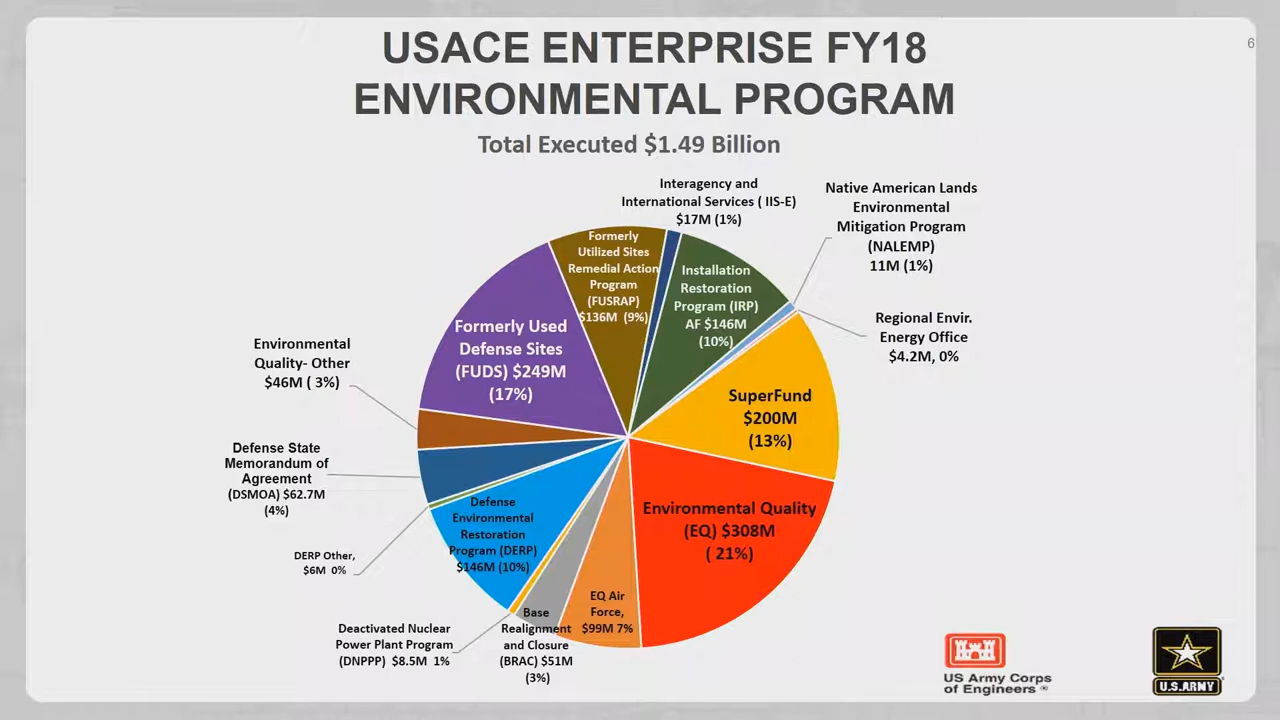 6
USACE ENTERPRISE FY18
ENVIRONMENTAL PROGRAM
Total Executed $1.49 Billion
Interagency and
International Services ( IIS-E)
$17M (1%)
Native American Lands
Environmental
Mitigation Program
(NALEMP)
11M (1%)
Formerly
Utilized Sites
Remedial Action
Program
(FUSRAP)
$136M (9%)
Installation
Restoration
Program (IRP)
AF $146M
(10%)
Regional Envir.
Energy Office
$4.2M, 0%
Formerly Used
Defense Sites
(FUDS) $249M
(17%)
Environmental
Quality- Other
$46M ( 3%)
SuperFund
$200M
(13%)
Defense State
Memorandum of
Agreement
(DSMOA) $62.7M
(4%)
Environmental Quality
(EQ) $308M
( 21%)
Defense
Environmental
Restoration
Program (DERP)
$146M (10%)
DERP Other,
$6M 0%
EQ Air
Force,
$99M 7%
Base
Realignment
and Closure
(BRAC) $51M
(3%)
Deactivated Nuclear
Power Plant Program
(DNPPP) $8.5M 1%
US Army Corps
of Engineers ®
U.S.ARMY